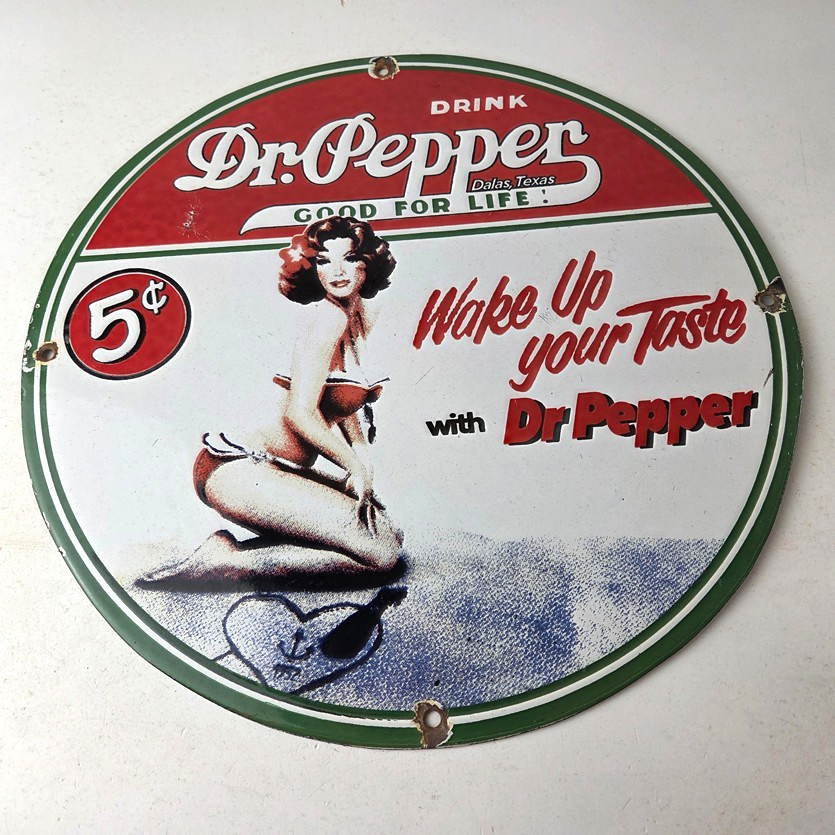 DRINK
Dr. Pepper
Dalas, Texas
GOOD FOR LIFE!
5¢
Wake Up
your Taste
with Dr Pepper